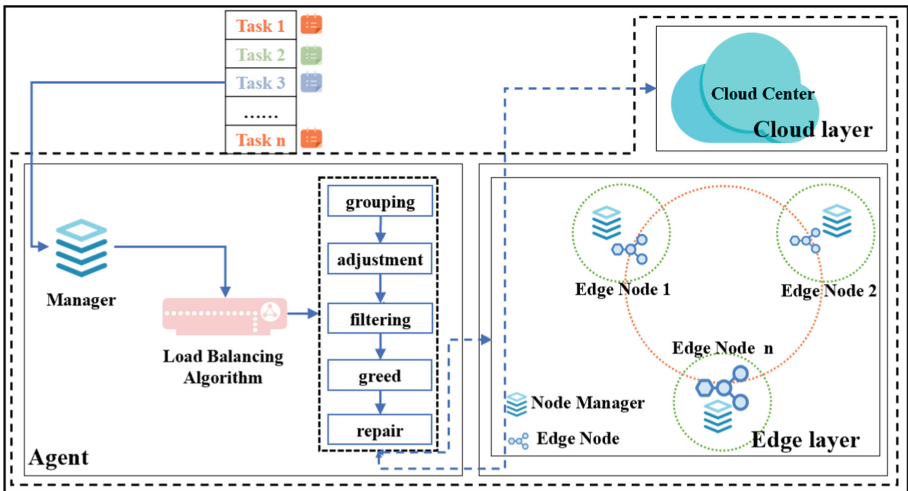 Task 1
Task 2
Task 3
......
Task n
Cloud Center
Cloud layer
Manager
Load Balancing
Algorithm
grouping
adjustment
filtering
greed
repair
Agent
Edge Node 1
Edge Node 2
Edge Node n
Node Manager
Edge Node
Edge layer